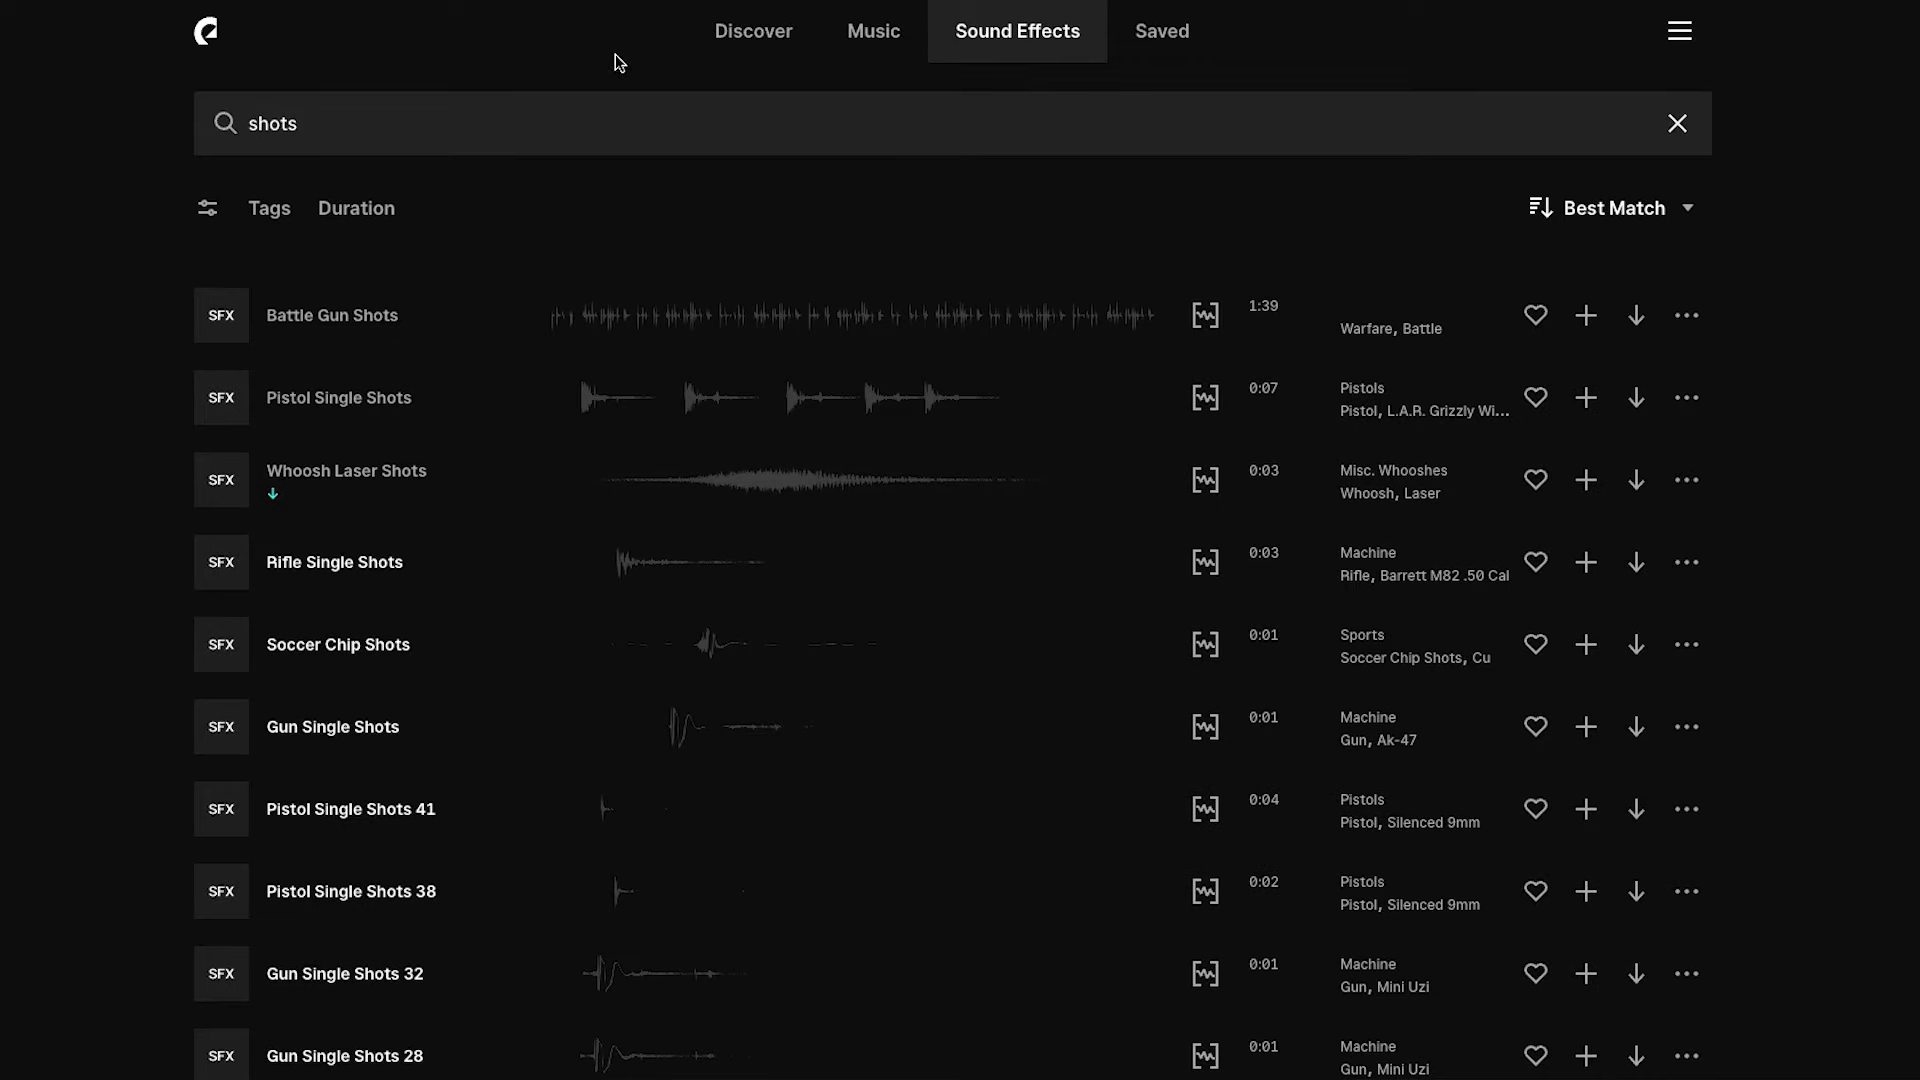 Discover Music Sound Effects Saved
shots
Tags Duration Best Match
SFX Battle Gun Shots 1:39 Warfare, Battle
SFX Pistol Single Shots 0:07 Pistols
Pistol, L.A.R. Grizzly Wi...
SFX Whoosh Laser Shots 0:03 Misc. Whooshes
Whoosh, Laser
SFX Rifle Single Shots 0:03 Machine
Rifle, Barrett M82 .50 Cal
SFX Soccer Chip Shots 0:01 Sports
Soccer Chip Shots, Cu
SFX Gun Single Shots 0:01 Machine
Gun, Ak-47
SFX Pistol Single Shots 41 0:04 Pistols
Pistol, Silenced 9mm
SFX Pistol Single Shots 38 0:02 Pistols
Pistol, Silenced 9mm
SFX Gun Single Shots 32 0:01 Machine
Gun, Mini Uzi
SFX Gun Single Shots 28 0:01 Machine
Gun, Mini Uzi